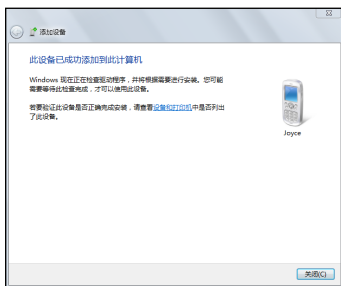 添加设备
此设备已成功添加到此计算机
Windows 现在正在检查驱动程序，并将根据需要进行安装。您可能
需要等待此检查完成，才可以使用此设备。
若要验证此设备是否正确完成安装，请查看设备和打印机中是否列出
了此设备。
Joyce
关闭(C)